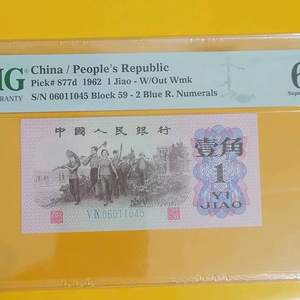 MG
RANTY
China / People's Republic
Pick# 877d 1962 1 Jiao - W/Out Wmk
S/N 06011045 Block 59 - 2 Blue R. Numerals
6
中国人民银行
壹角
1
YI
JIAO
06011045